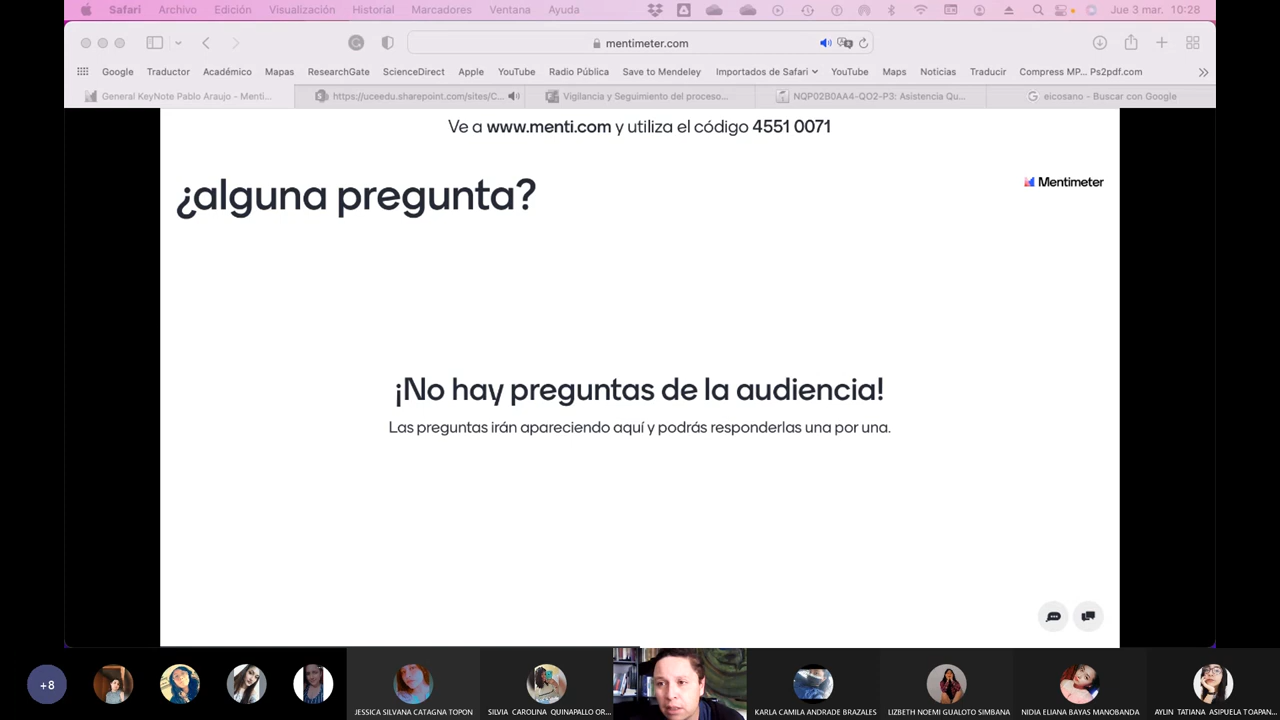 Safari Archivo Edición Visualización Historial Marcadores Ventana Ayuda Jue 3 mar. 10:28
mentimeter.com
Google Traductor Académico Mapas ResearchGate ScienceDirect Apple YouTube Radio Pública Save to Mendeley Importados de Safari YouTube Maps Noticias Traducir Compress MP... Ps2pdf.com
General KeyNote Pablo Araujo - Menti... https://uceedu.sharepoint.com/sites/C... Vigilancia y Seguimiento del proceso... NQP02B0AA4-QO2-P3: Asistencia Qu... eicosano - Buscar con Google
Ve a www.menti.com y utiliza el código 4551 0071
¿alguna pregunta?
Mentimeter
¡No hay preguntas de la audiencia!
Las preguntas irán apareciendo aquí y podrás responderlas una por una.
+8
JESSICA SILVANA CATAGNA TOPON SILVIA CAROLINA QUINAPALLO OR... KARLA CAMILA ANDRADE BRAZALES LIZBETH NOEMI GUALOTO SIMBANA NIDIA ELIANA BAYAS MANOBANDA AYLIN TATIANA ASIPUELA TOAPAN...